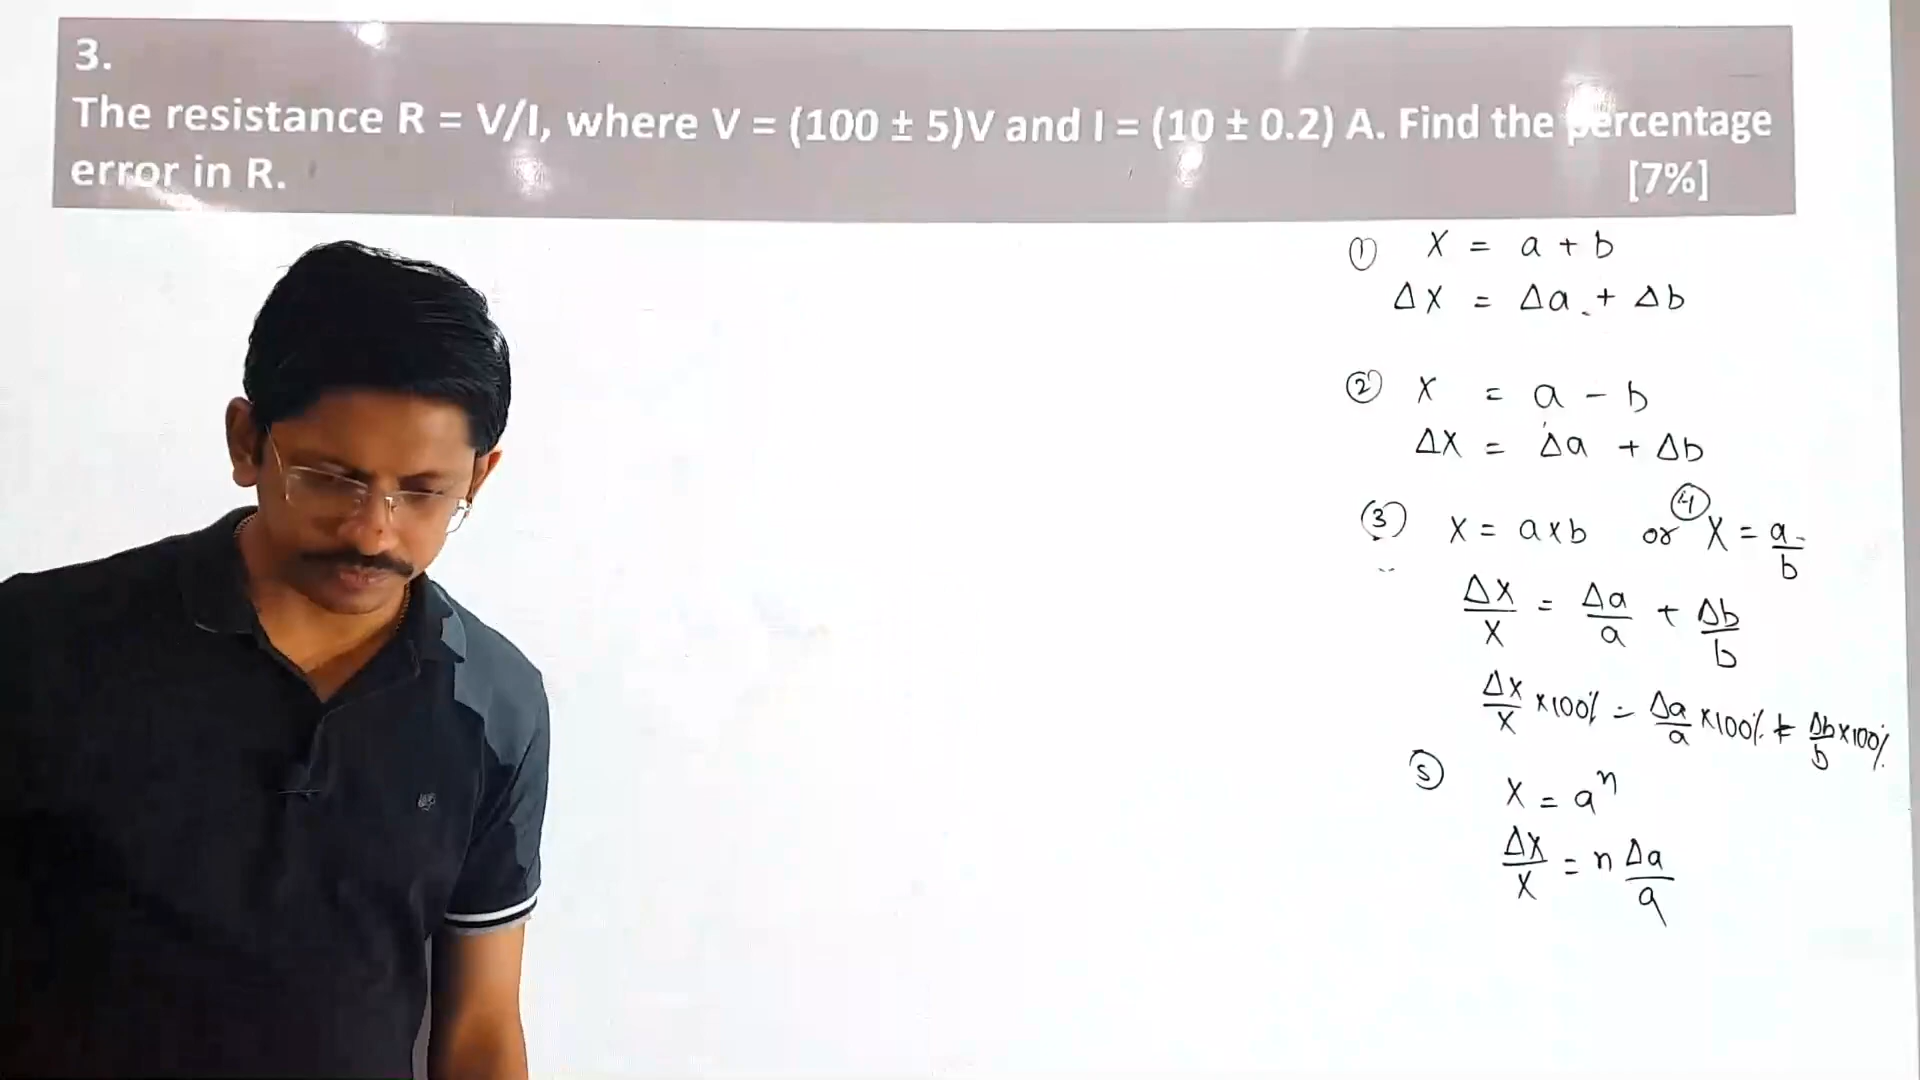 3.
The resistance R = V/I, where V = (100 ± 5)V and I = (10 ± 0.2) A. Find the percentage
error in R. [7%]
① X = a + b
ΔX = Δa + Δb
② X = a - b
ΔX = Δa + Δb
③ X = a x b or ④ X = a/b
ΔX/X = Δa/a + Δb/b
ΔX/X ×100% = Δa/a ×100% + Δb/b ×100%
⑤ X = aⁿ
ΔX/X = n Δa/a